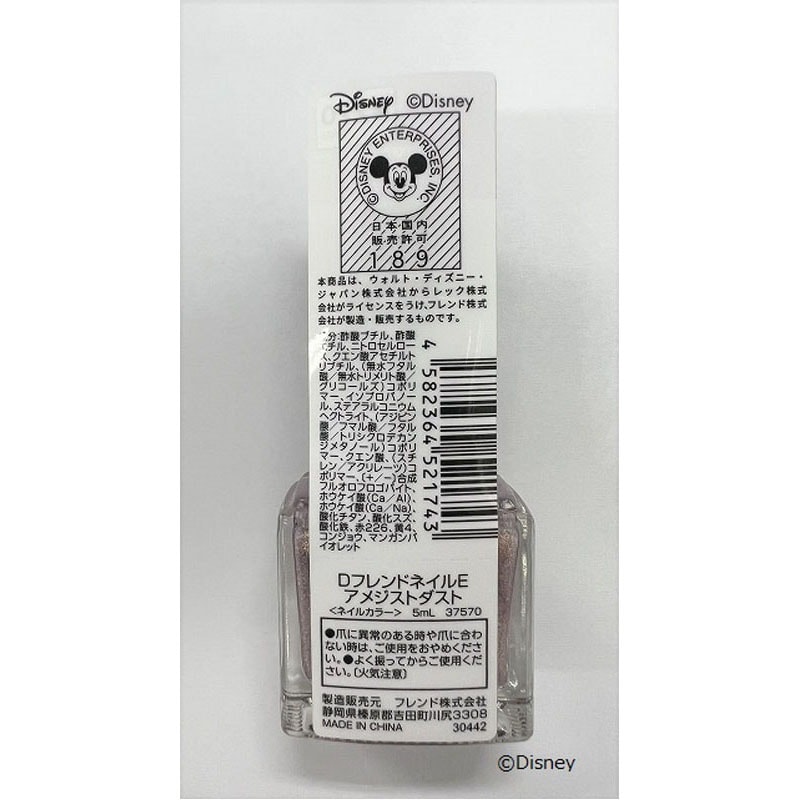 Disney ©Disney
©DISNEY ENTERPRISES, INC.
日本国内
販売許可
189
本商品は、ウォルト・ディズニー・
ジャパン株式会社からレック株式
会社がライセンスをうけ、フレンド株式
会社が製造・販売するものです。
分:酢酸ブチル、酢酸
チル、ニトロセルロー
ス、クエン酸アセチルト
リブチル、(無水フタル
酸/無水トリメリト酸/
グリコールズ)コポリ
マー、イソプロパノー
ル、ステアラルコニウム
ヘクトライト、(アジピン
酸/フマル酸/フタル
酸/トリシクロデカン
ジメタノール)コポリ
マー、クエン酸、(スチ
レン/アクリレーツ)コ
ポリマー、(+/-)合成
フルオロフロゴパイト、
ホウケイ酸(Ca/Al)、
ホウケイ酸(Ca/Na)、
酸化チタン、酸化スズ、
酸化鉄、赤226、黄4、
コンジョウ、マンガンバ
イオレット
4 582364 521743
DフレンドネイルE
アメジストダスト
<ネイルカラー> 5mL 37570
●爪に異常のある時や爪に合わ
ない時は、ご使用をおやめくださ
い。●よく振ってからご使用くだ
さい。〔火気注意〕
製造販売元 フレンド株式会社
静岡県榛原郡吉田町川尻3308
MADE IN CHINA 30442
©Disney